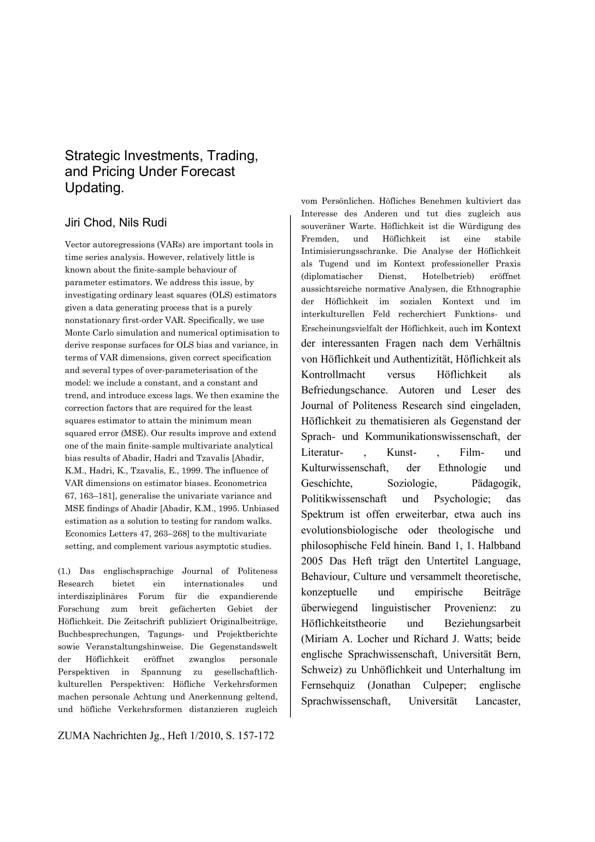 Strategic Investments, Trading,
and Pricing Under Forecast
Updating.
Jiri Chod, Nils Rudi
Vector autoregressions (VARs) are important tools in
time series analysis. However, relatively little is
known about the finite-sample behaviour of
parameter estimators. We address this issue, by
investigating ordinary least squares (OLS) estimators
given a data generating process that is a purely
nonstationary first-order VAR. Specifically, we use
Monte Carlo simulation and numerical optimisation to
derive response surfaces for OLS bias and variance, in
terms of VAR dimensions, given correct specification
and several types of over-parameterisation of the
model: we include a constant, and a constant and
trend, and introduce excess lags. We then examine the
correction factors that are required for the least
squares estimator to attain the minimum mean
squared error (MSE). Our results improve and extend
one of the main finite-sample multivariate analytical
bias results of Abadir, Hadri and Tzavalis [Abadir,
K.M., Hadri, K., Tzavalis, E., 1999. The influence of
VAR dimensions on estimator biases. Econometrica
67, 163–181], generalise the univariate variance and
MSE findings of Abadir [Abadir, K.M., 1995. Unbiased
estimation as a solution to testing for random walks.
Economics Letters 47, 263–268] to the multivariate
setting, and complement various asymptotic studies.
(1.) Das englischsprachige Journal of Politeness
Research bietet ein internationales und
interdisziplinäres Forum für die expandierende
Forschung zum breit gefächerten Gebiet der
Höflichkeit. Die Zeitschrift publiziert Originalbeiträge,
Buchbesprechungen, Tagungs- und Projektberichte
sowie Veranstaltungshinweise. Die Gegenstandswelt
der Höflichkeit eröffnet zwanglos personale
Perspektiven in Spannung zu gesellschaftlich-
kulturellen Perspektiven: Höfliche Verkehrsformen
machen personale Achtung und Anerkennung geltend,
und höfliche Verkehrsformen distanzieren zugleich
vom Persönlichen. Höfliches Benehmen kultiviert das
Interesse des Anderen und tut dies zugleich aus
souveräner Warte. Höflichkeit ist die Würdigung des
Fremden, und Höflichkeit ist eine stabile
Intimisierungsschranke. Die Analyse der Höflichkeit
als Tugend und im Kontext professioneller Praxis
(diplomatischer Dienst, Hotelbetrieb) eröffnet
aussichtsreiche normative Analysen, die Ethnographie
der Höflichkeit im sozialen Kontext und im
interkulturellen Feld recherchiert Funktions- und
Erscheinungsvielfalt der Höflichkeit, auch im Kontext
der interessanten Fragen nach dem Verhältnis
von Höflichkeit und Authentizität, Höflichkeit als
Kontrollmacht versus Höflichkeit als
Befriedungschance. Autoren und Leser des
Journal of Politeness Research sind eingeladen,
Höflichkeit zu thematisieren als Gegenstand der
Sprach- und Kommunikationswissenschaft, der
Literatur- , Kunst- , Film- und
Kulturwissenschaft, der Ethnologie und
Geschichte, Soziologie, Pädagogik,
Politikwissenschaft und Psychologie; das
Spektrum ist offen erweiterbar, etwa auch ins
evolutionsbiologische oder theologische und
philosophische Feld hinein. Band 1, 1. Halbband
2005 Das Heft trägt den Untertitel Language,
Behaviour, Culture und versammelt theoretische,
konzeptuelle und empirische Beiträge
überwiegend linguistischer Provenienz: zu
Höflichkeitstheorie und Beziehungsarbeit
(Miriam A. Locher und Richard J. Watts; beide
englische Sprachwissenschaft, Universität Bern,
Schweiz) zu Unhöflichkeit und Unterhaltung im
Fernsehquiz (Jonathan Culpeper; englische
Sprachwissenschaft, Universität Lancaster,
ZUMA Nachrichten Jg., Heft 1/2010, S. 157-172